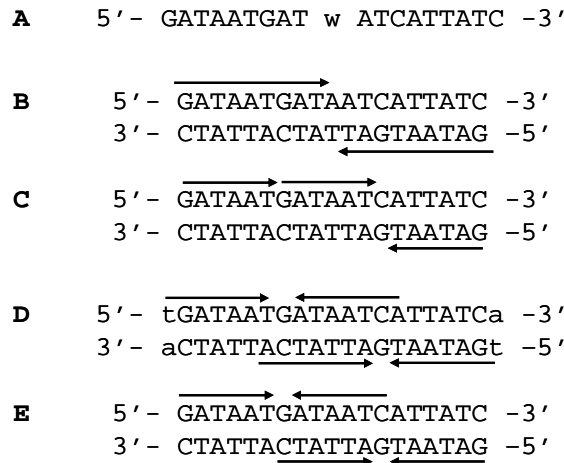 A 5′– GATAATGAT w ATCATTATC –3′
B 5′– GATAATGATAATCATTATC –3′
3′– CTATTACTATTAGTAATAG –5′
C 5′– GATAATGATAATCATTATC –3′
3′– CTATTACTATTAGTAATAG –5′
D 5′– tGATAATGATAATCATTATCa –3′
3′– aCTATTACTATTAGTAATAGt –5′
E 5′– GATAATGATAATCATTATC –3′
3′– CTATTACTATTAGTAATAG –5′